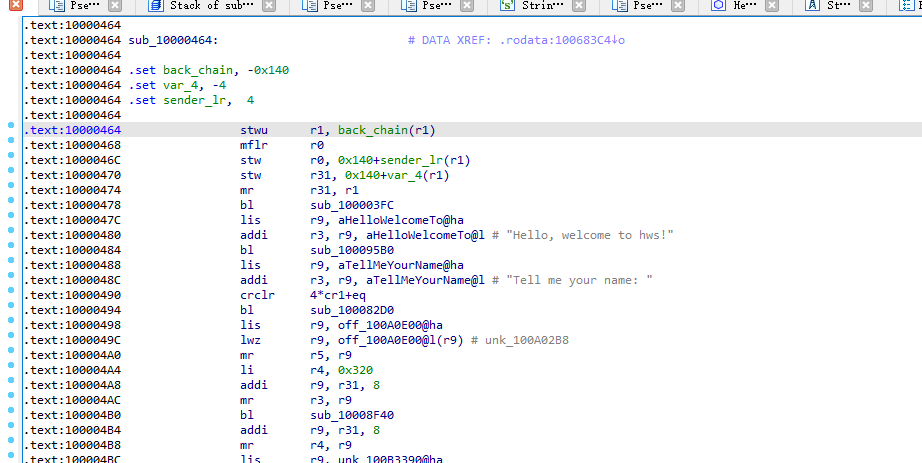 Pse⋯ Stack of sub⋯ Pse⋯ Pse⋯ 's' Strin⋯ Pse⋯ He⋯ St⋯
.text:10000464
.text:10000464 sub_10000464: # DATA XREF: .rodata:100683C4↓o
.text:10000464
.text:10000464 .set back_chain, -0x140
.text:10000464 .set var_4, -4
.text:10000464 .set sender_lr, 4
.text:10000464
.text:10000464 stwu r1, back_chain(r1)
.text:10000468 mflr r0
.text:1000046C stw r0, 0x140+sender_lr(r1)
.text:10000470 stw r31, 0x140+var_4(r1)
.text:10000474 mr r31, r1
.text:10000478 bl sub_100003FC
.text:1000047C lis r9, aHelloWelcomeTo@ha
.text:10000480 addi r3, r9, aHelloWelcomeTo@l # "Hello, welcome to hws!"
.text:10000484 bl sub_100095B0
.text:10000488 lis r9, aTellMeYourName@ha
.text:1000048C addi r3, r9, aTellMeYourName@l # "Tell me your name: "
.text:10000490 crclr 4*cr1+eq
.text:10000494 bl sub_100082D0
.text:10000498 lis r9, off_100A0E00@ha
.text:1000049C lwz r9, off_100A0E00@l(r9) # unk_100A02B8
.text:100004A0 mr r5, r9
.text:100004A4 li r4, 0x320
.text:100004A8 addi r9, r31, 8
.text:100004AC mr r3, r9
.text:100004B0 bl sub_10008F40
.text:100004B4 addi r9, r31, 8
.text:100004B8 mr r4, r9
.text:100004BC lis r9, unk_100B3390@ha